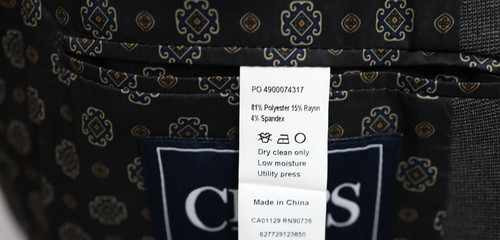 PO 4900074317
81% Polyester 15% Rayon
4% Spandex
Dry clean only
Low moisture
Utility press
Made in China
CA01129 RN90736
627729123850